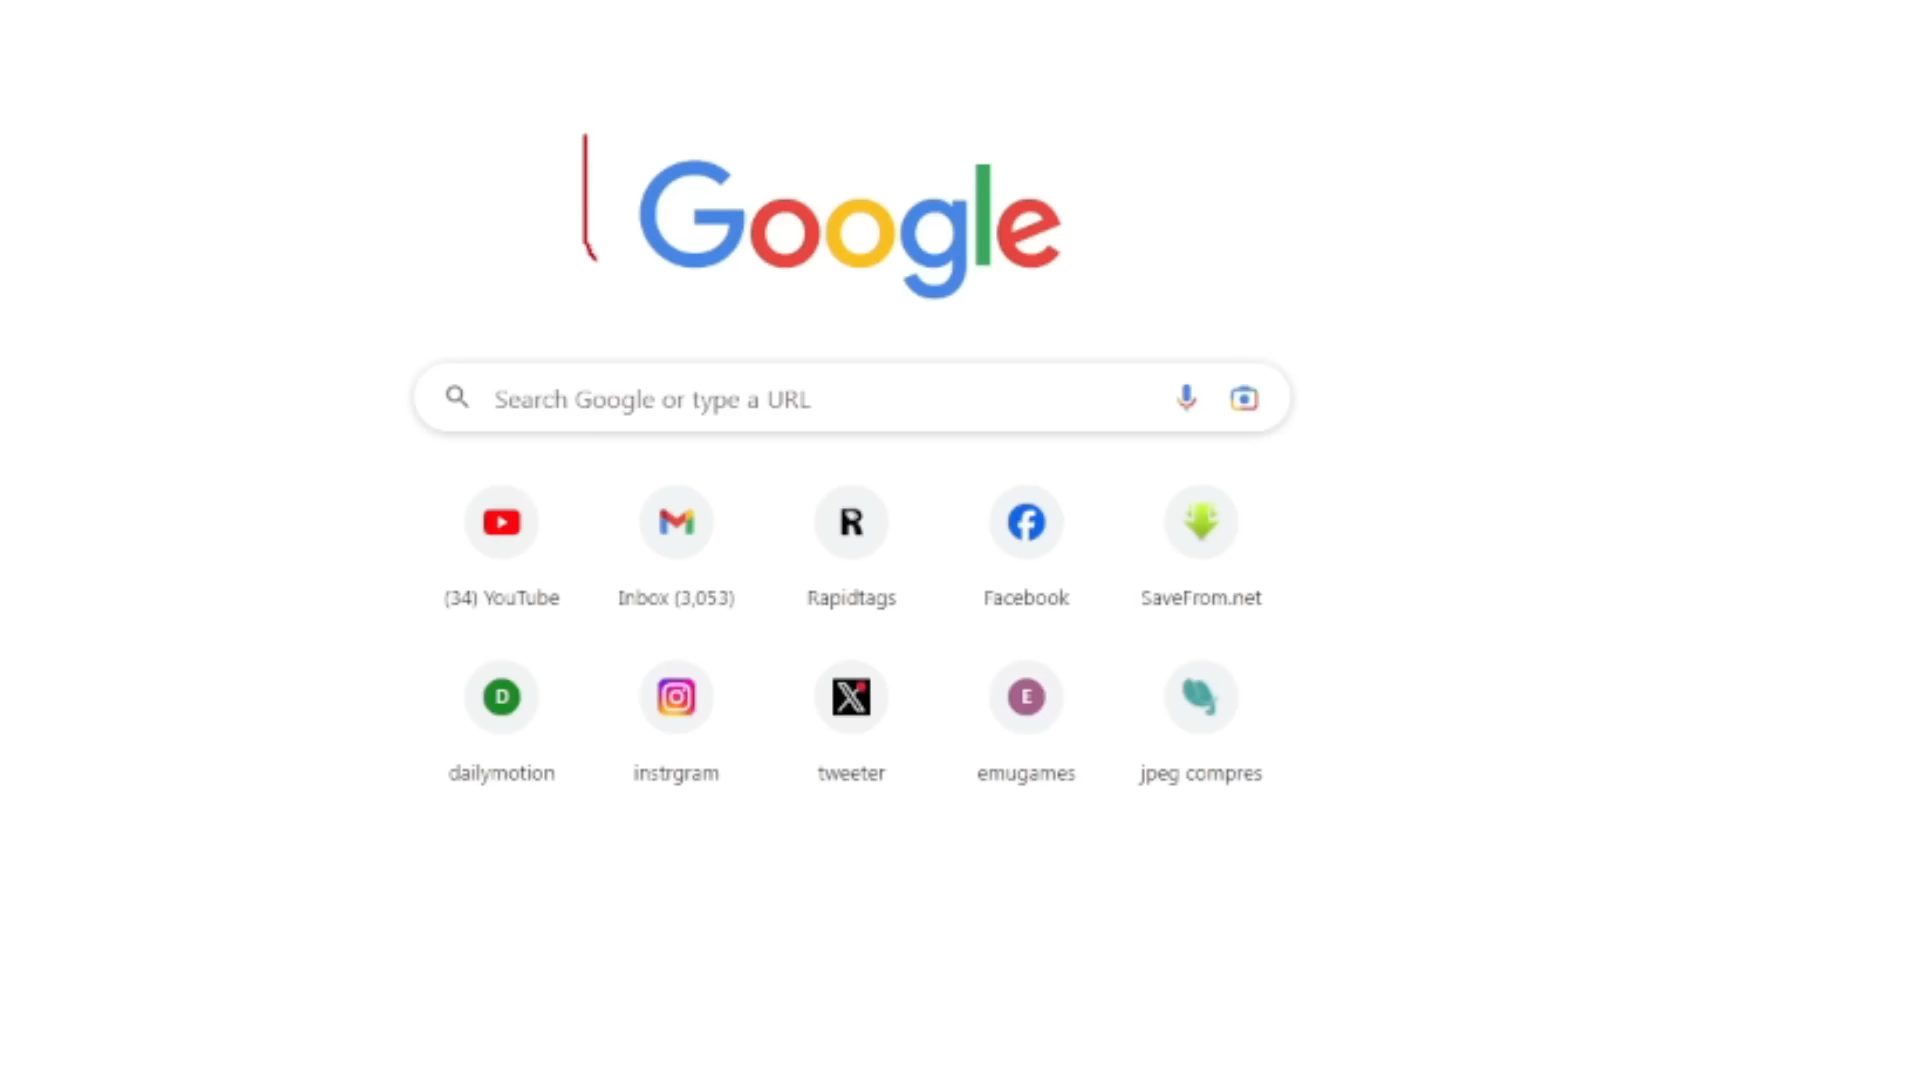 Google
Search Google or type a URL
R
(34) YouTube Inbox (3,053) Rapidtags Facebook SaveFrom.net
D E
dailymotion instrgram tweeter emugames jpeg compres